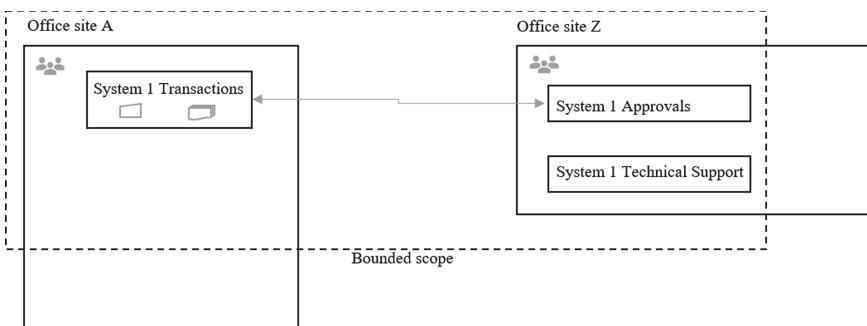 Office site A
Office site Z
System 1 Transactions
System 1 Approvals
System 1 Technical Support
Bounded scope